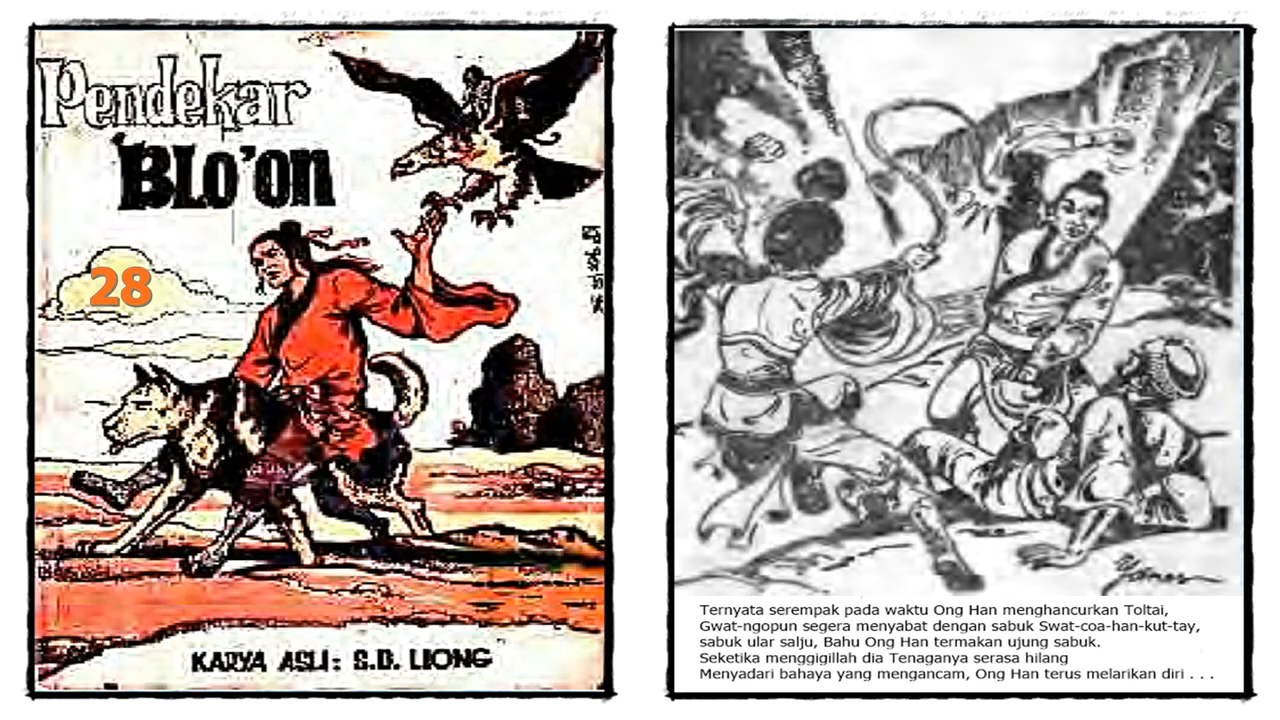 Pendekar
BLO'ON
28
KARYA ASLI: S.D. LIONG
Yanes
Ternyata serempak pada waktu Ong Han menghancurkan Toltai,
Gwat-ngopun segera menyabat dengan sabuk Swat-coa-han-kut-tay,
sabuk ular salju, Bahu Ong Han termakan ujung sabuk.
Seketika menggigillah dia Tenaganya serasa hilang
Menyadari bahaya yang mengancam, Ong Han terus melarikan diri . . .